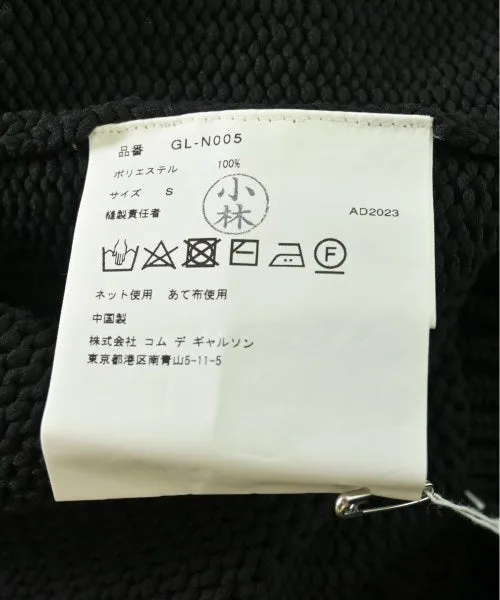 品番 GL-N005
ポリエステル 100%
サイズ S
小林
縫製責任者 AD2023
F
ネット使用 あて布使用
中国製
株式会社 コム デ ギャルソン
東京都港区南青山5-11-5